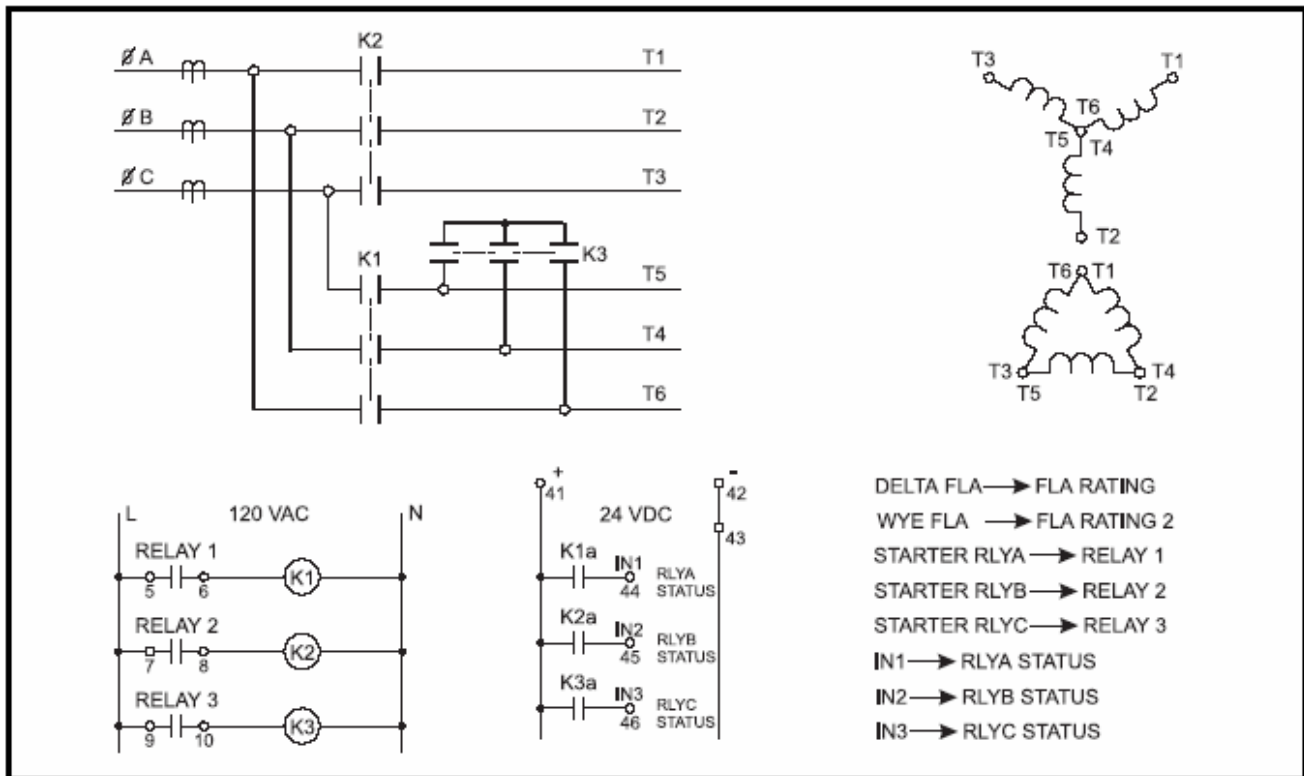 ØA
K2
T1
ØB
T2
ØC
T3
K1
K3
T5
T4
T6
T3
T1
T6
T5
T4
T2
T6 T1
T3
T4
T5
T2
L
120 VAC
N
RELAY 1
5
6
K1
RELAY 2
7
8
K2
RELAY 3
9
10
K3
+
41
-
42
24 VDC
43
K1a
IN1
44
RLYA
STATUS
K2a
IN2
45
RLYB
STATUS
K3a
IN3
46
RLYC
STATUS
DELTA FLA → FLA RATING
WYE FLA → FLA RATING 2
STARTER RLYA → RELAY 1
STARTER RLYB → RELAY 2
STARTER RLYC → RELAY 3
IN1 → RLYA STATUS
IN2 → RLYB STATUS
IN3 → RLYC STATUS